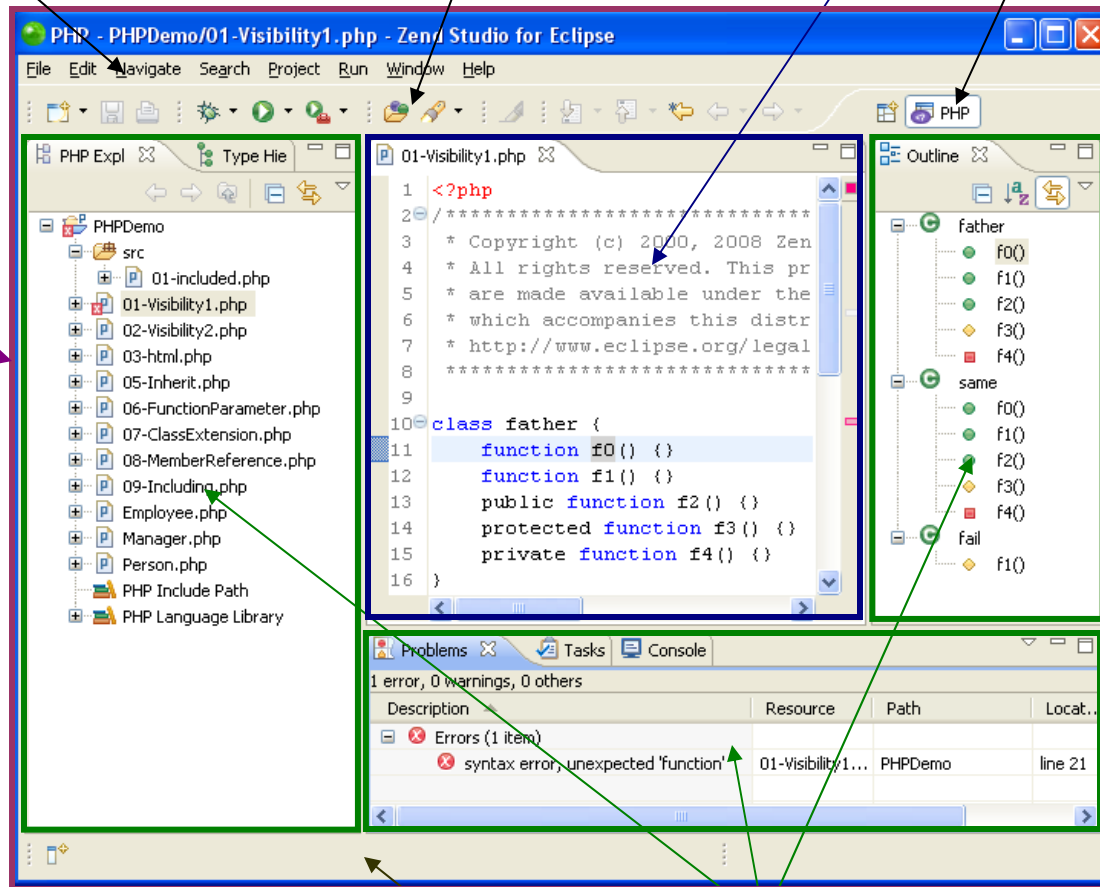 PHP - PHPDemo/01-Visibility1.php - Zend Studio for Eclipse
File Edit Navigate Search Project Run Window Help
PHP
PHP Expl
Type Hie
PHPDemo
src
01-included.php
01-Visibility1.php
02-Visibility2.php
03-html.php
05-Inherit.php
06-FunctionParameter.php
07-ClassExtension.php
08-MemberReference.php
09-Including.php
Employee.php
Manager.php
Person.php
PHP Include Path
PHP Language Library
01-Visibility1.php
1 <?php
2 /******************************
3 * Copyright (c) 2000, 2008 Zen
4 * All rights reserved. This pr
5 * are made available under the
6 * which accompanies this distr
7 * http://www.eclipse.org/legal
8 ******************************
9
10 class father {
11 function f0() {}
12 function f1() {}
13 public function f2() {}
14 protected function f3() {}
15 private function f4() {}
16 }
Outline
father
f0()
f1()
f2()
f3()
f4()
same
f0()
f1()
f2()
f3()
f4()
fail
f1()
Problems Tasks Console
1 error, 0 warnings, 0 others
Description Resource Path Locat..
Errors (1 item)
syntax error, unexpected 'function' 01-Visibility1... PHPDemo line 21